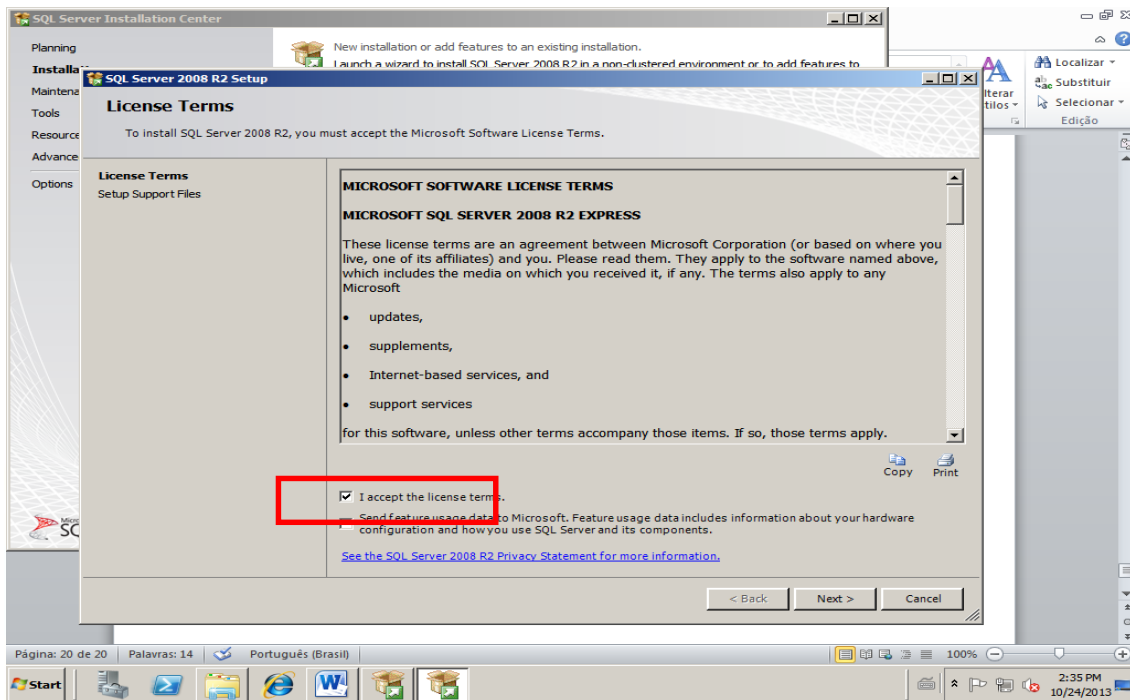 SQL Server Installation Center
Planning
Installa
Maintena
Tools
Resource
Advance
Options
New installation or add features to an existing installation.
Launch a wizard to install SQL Server 2008 R2 in a non-clustered environment or to add features to
SQL Server 2008 R2 Setup
License Terms
To install SQL Server 2008 R2, you must accept the Microsoft Software License Terms.
License Terms
Setup Support Files
MICROSOFT SOFTWARE LICENSE TERMS
MICROSOFT SQL SERVER 2008 R2 EXPRESS
These license terms are an agreement between Microsoft Corporation (or based on where you
live, one of its affiliates) and you. Please read them. They apply to the software named above,
which includes the media on which you received it, if any. The terms also apply to any
Microsoft
• updates,
• supplements,
• Internet-based services, and
• support services
for this software, unless other terms accompany those items. If so, those terms apply.
Copy Print
I accept the license terms.
Send feature usage data to Microsoft. Feature usage data includes information about your hardware
configuration and how you use SQL Server and its components.
See the SQL Server 2008 R2 Privacy Statement for more information.
< Back Next > Cancel
Localizar
Substituir
Selecionar
Edição
lterar
tilos
Micro
SQ
Página: 20 de 20 Palavras: 14 Português (Brasil) 100%
Start
2:35 PM
10/24/2013